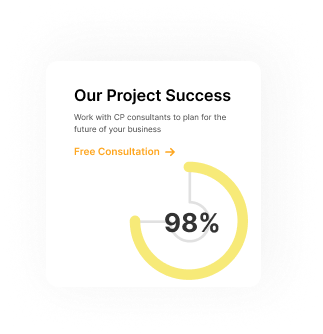 Our Project Success
Work with CP consultants to plan for the
future of your business
Free Consultation
98%